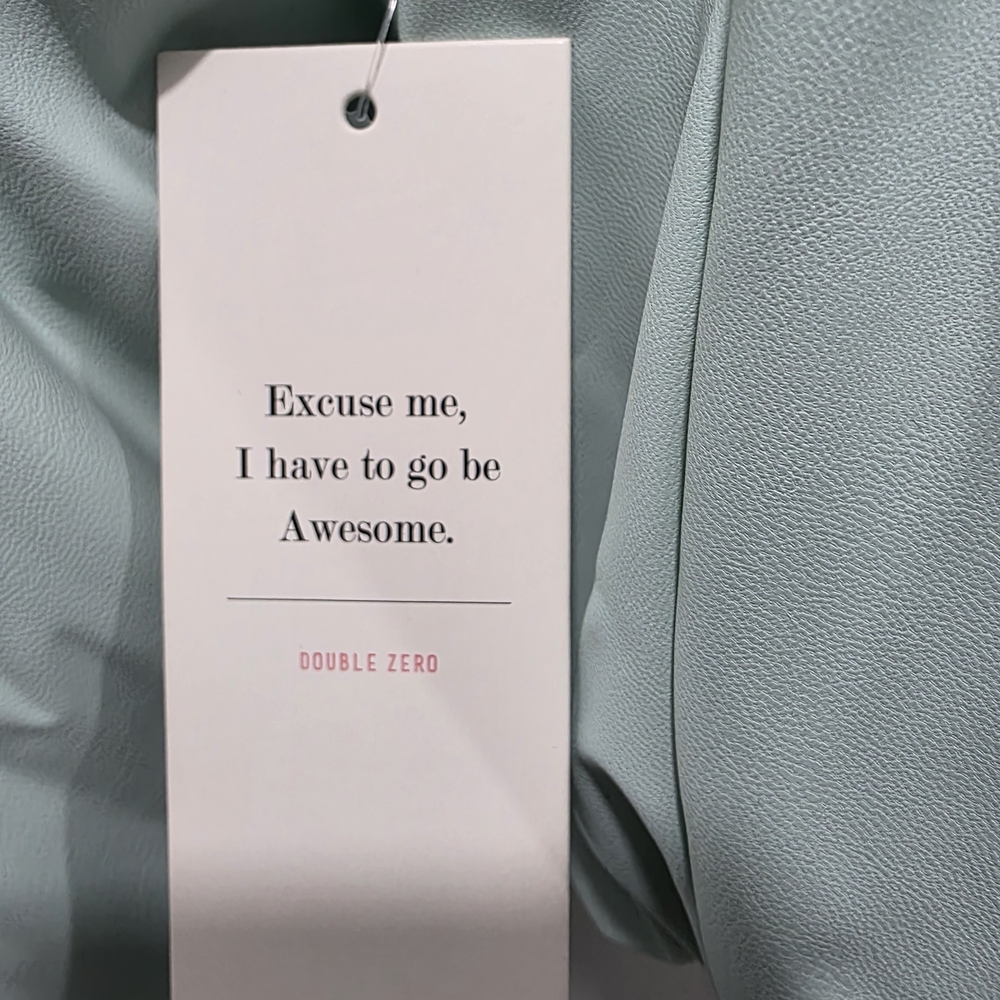 Excuse me,
I have to go be
Awesome.
DOUBLE ZERO